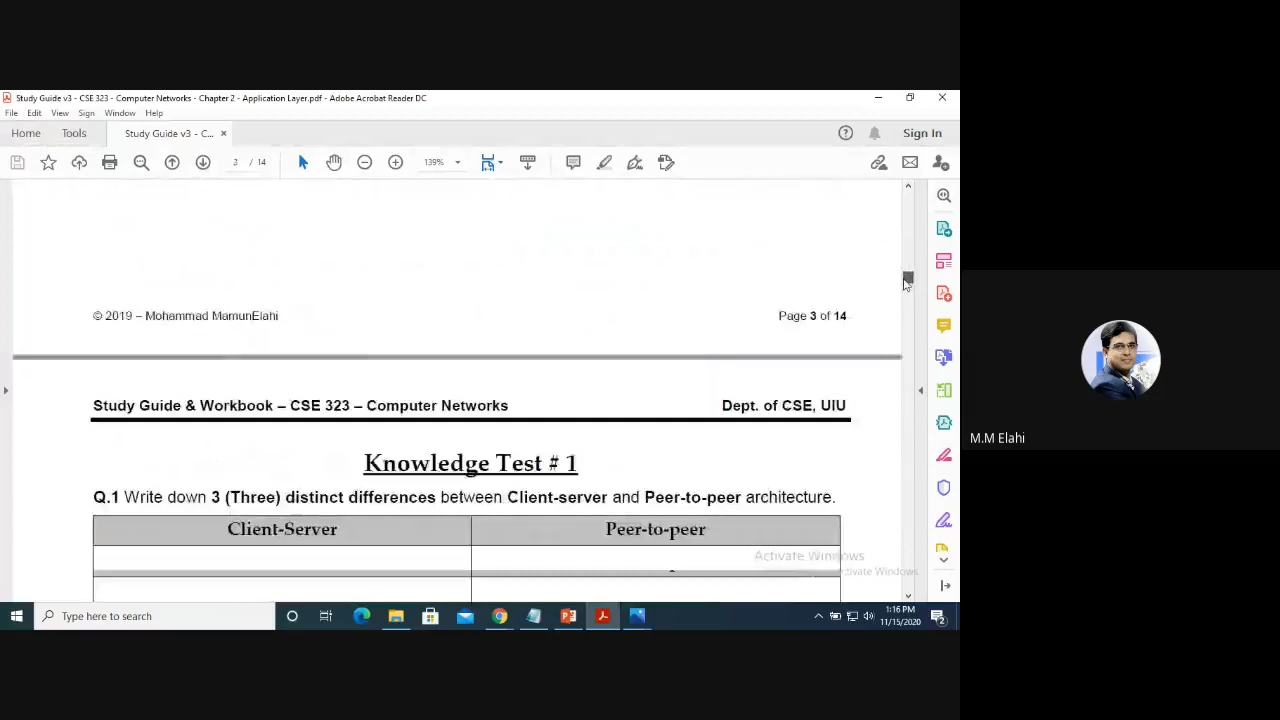 Study Guide v3 - CSE 323 - Computer Networks - Chapter 2 - Application Layer.pdf - Adobe Acrobat Reader DC
File Edit View Sign Window Help
Home Tools Study Guide v3 - C... × Sign In
3 / 14 139%
© 2019 – Mohammad MamunElahi Page 3 of 14
Study Guide & Workbook – CSE 323 – Computer Networks Dept. of CSE, UIU
Knowledge Test # 1
Q.1 Write down 3 (Three) distinct differences between Client-server and Peer-to-peer architecture.
Client-Server Peer-to-peer
Activate Windows
M.M Elahi
Type here to search
1:16 PM
11/15/2020
2